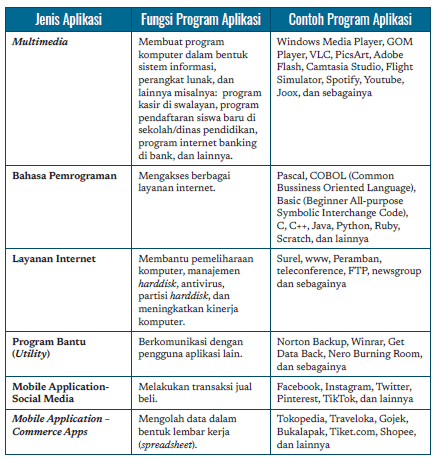 Jenis Aplikasi
Fungsi Program Aplikasi
Contoh Program Aplikasi
Multimedia
Membuat program
komputer dalam bentuk
sistem informasi,
perangkat lunak, dan
lainnya misalnya: program
kasir di swalayan, program
pendaftaran siswa baru di
sekolah/dinas pendidikan,
program internet banking
di bank, dan lainnya.
Windows Media Player, GOM
Player, VLC, PicsArt, Adobe
Flash, Camtasia Studio, Flight
Simulator, Spotify, Youtube,
Joox, dan sebagainya
Bahasa Pemrograman
Mengakses berbagai
layanan internet.
Pascal, COBOL (Common
Bussiness Oriented Language),
Basic (Beginner All-purpose
Symbolic Interchange Code),
C, C++, Java, Python, Ruby,
Scratch, dan lainnya
Layanan Internet
Membantu pemeliharaan
komputer, manajemen
harddisk, antivirus,
partisi harddisk, dan
meningkatkan kinerja
komputer.
Surel, www, Peramban,
teleconference, FTP, newsgroup
dan sebagainya
Program Bantu
(Utility)
Berkomunikasi dengan
pengguna aplikasi lain.
Norton Backup, Winrar, Get
Data Back, Nero Burning Room,
dan sebagainya
Mobile Application-
Social Media
Melakukan transaksi jual
beli.
Facebook, Instagram, Twitter,
Pinterest, TikTok, dan lainnya
Mobile Application –
Commerce Apps
Mengolah data dalam
bentuk lembar kerja
(spreadsheet).
Tokopedia, Traveloka, Gojek,
Bukalapak, Tiket.com, Shopee,
dan lainnya